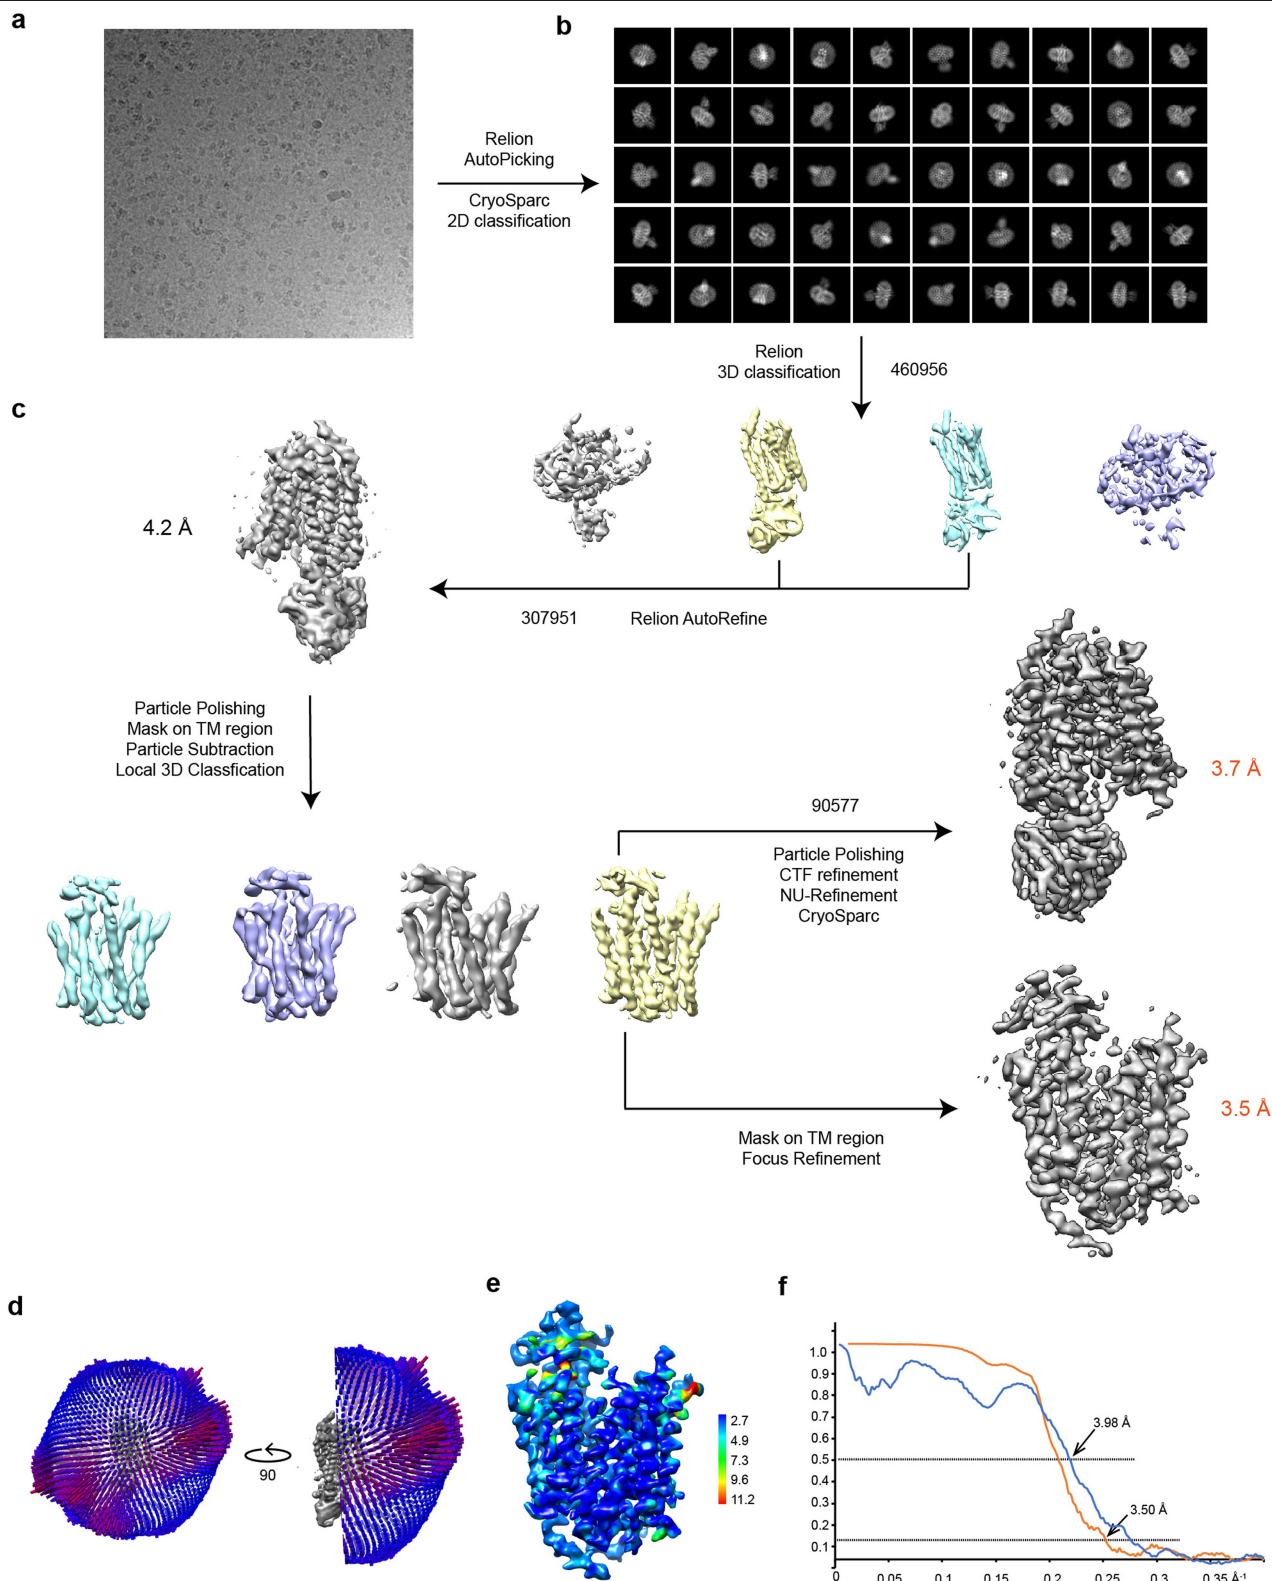 a
b
Relion
AutoPicking
CryoSparc
2D classification
Relion
3D classification
460956
c
4.2 Å
307951
Relion AutoRefine
Particle Polishing
Mask on TM region
Particle Subtraction
Local 3D Classfication
90577
Particle Polishing
CTF refinement
NU-Refinement
CryoSparc
3.7 Å
Mask on TM region
Focus Refinement
3.5 Å
d
90
e
2.7
4.9
7.3
9.6
11.2
f
1.0
0.9
0.8
0.7
0.6
0.5
0.4
0.3
0.2
0.1
3.98 Å
3.50 Å
0 0.05 0.1 0.15 0.2 0.25 0.3 0.35 Å-1